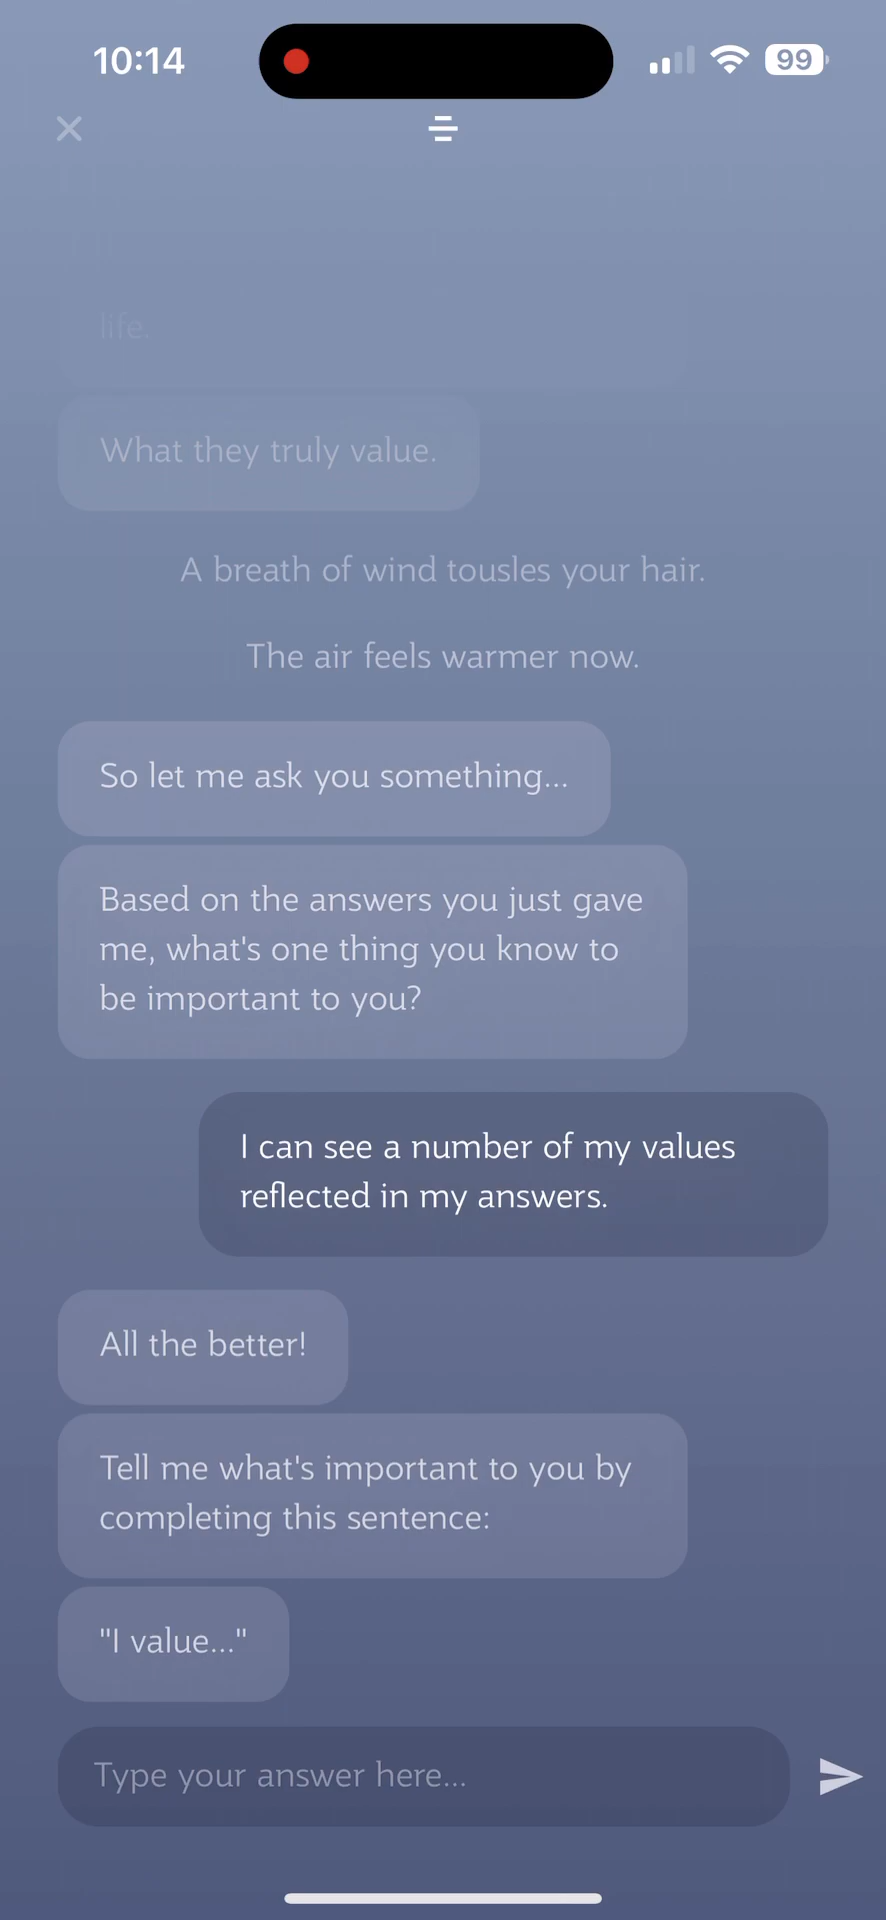 10:14
99
life.
What they truly value.
A breath of wind tousles your hair.
The air feels warmer now.
So let me ask you something...
Based on the answers you just gave
me, what's one thing you know to
be important to you?
I can see a number of my values
reflected in my answers.
All the better!
Tell me what's important to you by
completing this sentence:
"I value..."
Type your answer here...